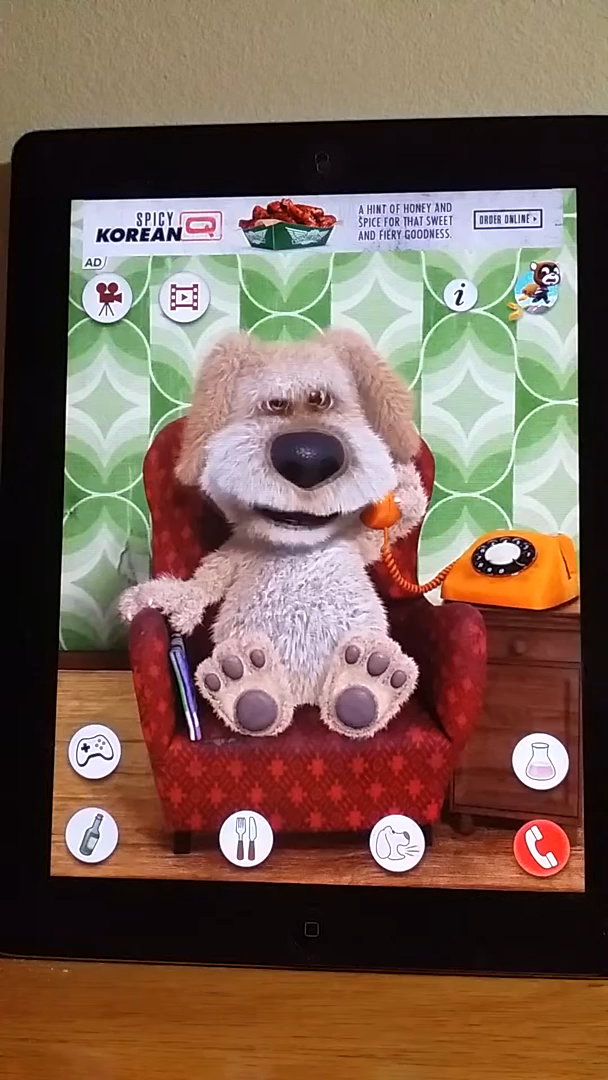 SPICY
KOREAN Q
A HINT OF HONEY AND
SPICE FOR THAT SWEET
AND FIERY GOODNESS.
ORDER ONLINE
AD
i